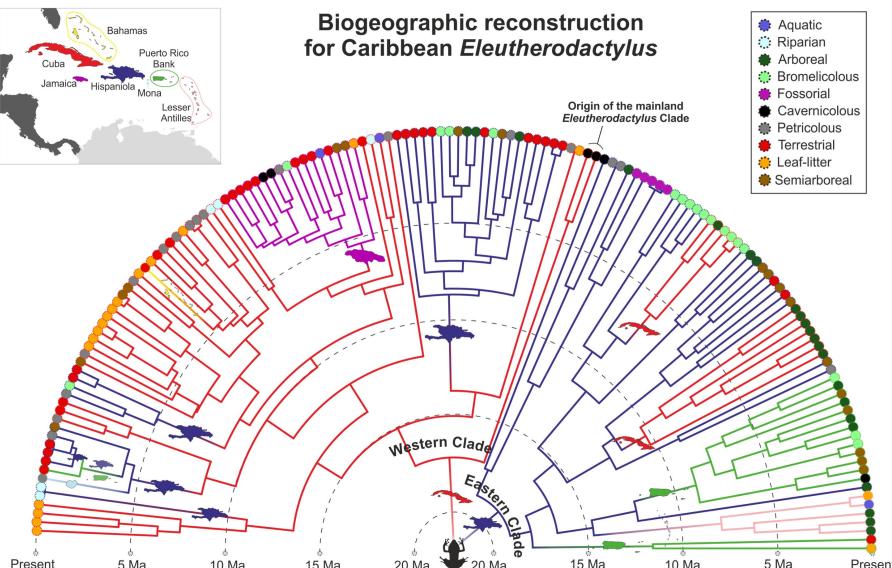 Biogeographic reconstruction
for Caribbean Eleutherodactylus
Bahamas
Cuba
Puerto Rico
Bank
Jamaica
Hispaniola
Mona
Lesser
Antilles
Aquatic
Riparian
Arboreal
Bromelicolous
Fossorial
Cavernicolous
Petricolous
Terrestrial
Leaf-litter
Semiarboreal
Origin of the mainland
Eleutherodactylus Clade
Western Clade
Eastern Clade
Present
5 Ma
10 Ma
15 Ma
20 Ma
20 Ma
15 Ma
10 Ma
5 Ma
Present